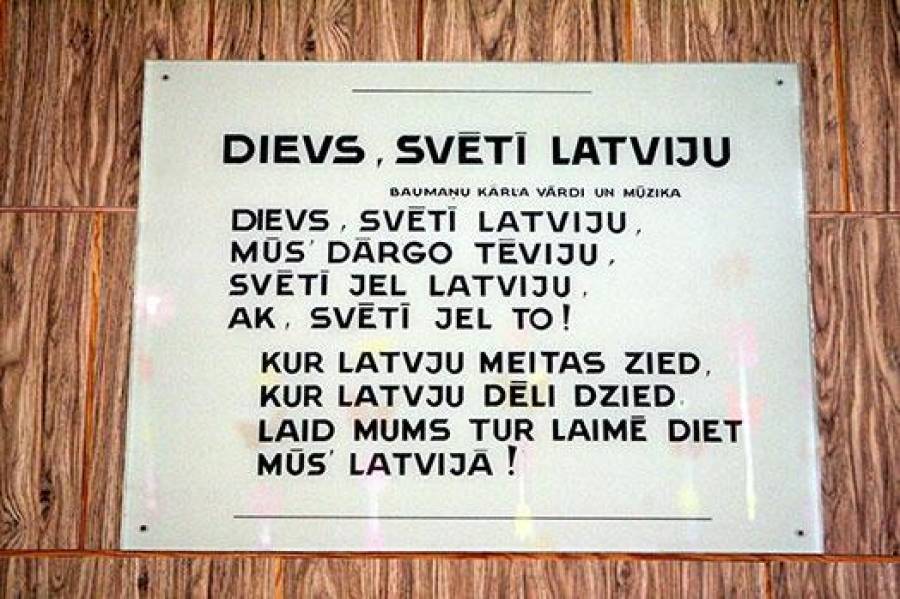 DIEVS, SVĒTĪ LATVIJU
BAUMAŅU KĀRĻA VĀRDI UN MŪZIKA
DIEVS, SVĒTĪ LATVIJU,
MŪS' DĀRGO TĒVIJU,
SVĒTĪ JEL LATVIJU,
AK, SVĒTĪ JEL TO!
KUR LATVJU MEITAS ZIED,
KUR LATVJU DĒLI DZIED.
LAID MUMS TUR LAIMĒ DIET
MŪS' LATVIJĀ!